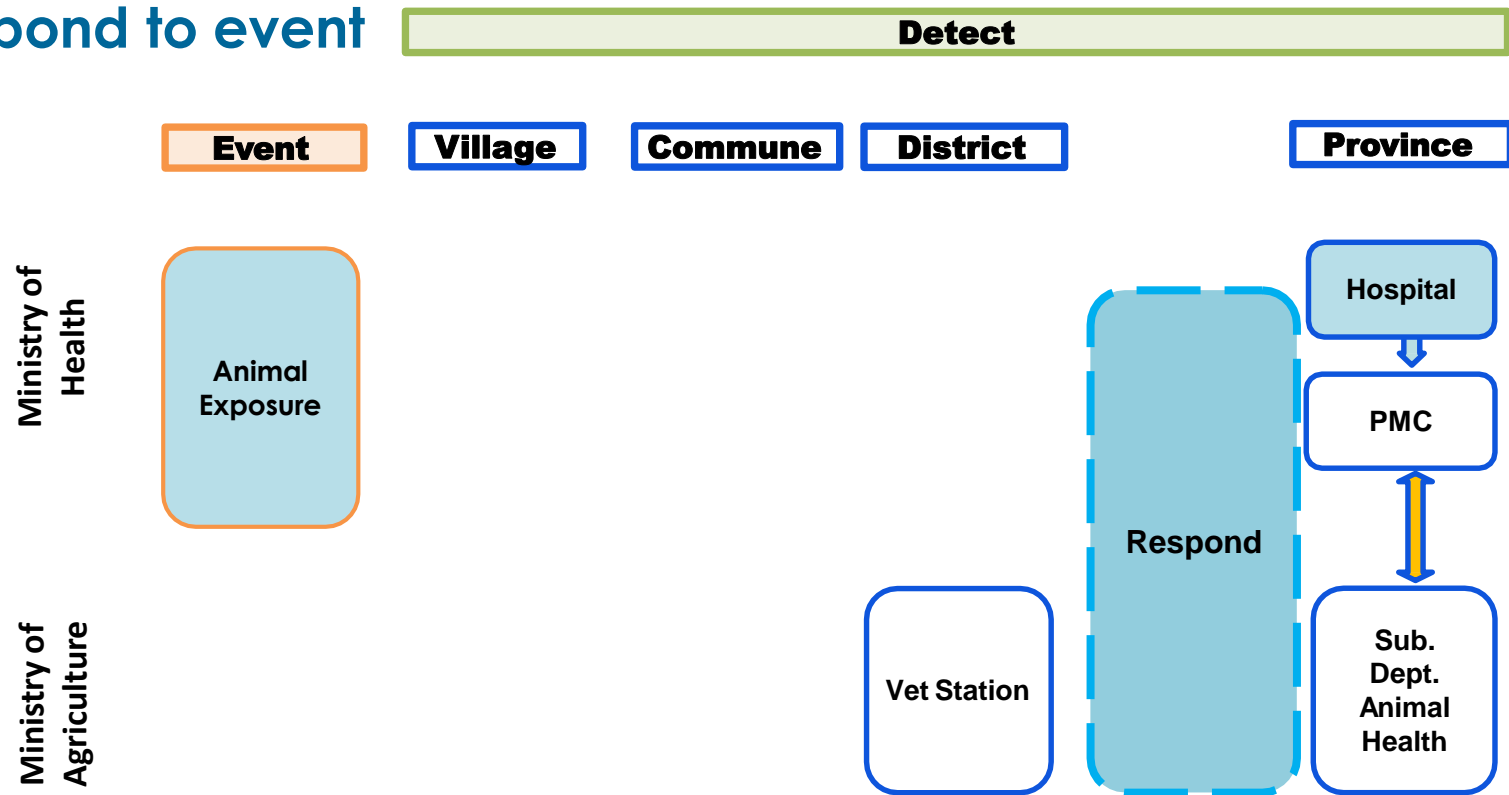 pond to event
Detect
Event
Village
Commune
District
Province
Ministry of
Health
Animal
Exposure
Hospital
PMC
Respond
Ministry of
Agriculture
Vet Station
Sub.
Dept.
Animal
Health